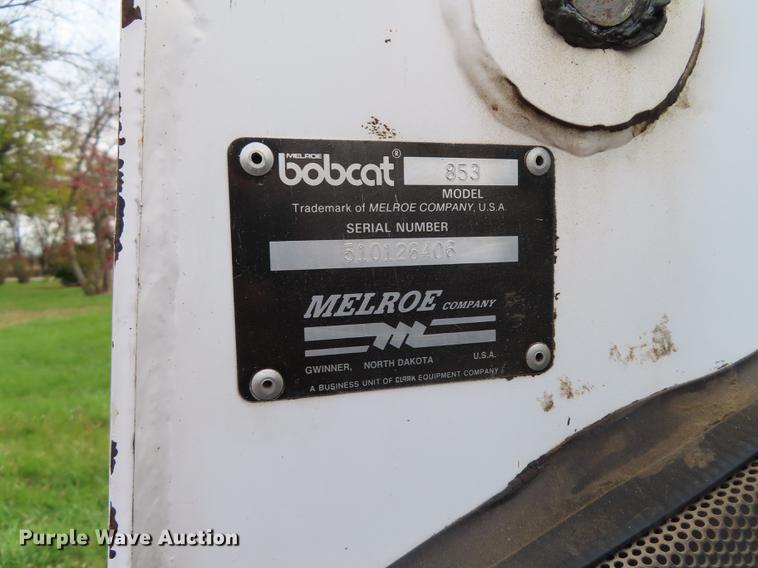 MELROE
bobcat® 853
MODEL
Trademark of MELROE COMPANY, U.S.A.
SERIAL NUMBER
510126406
MELROE COMPANY
GWINNER, NORTH DAKOTA U.S.A.
A BUSINESS UNIT OF CLARK EQUIPMENT COMPANY
Purple Wave Auction